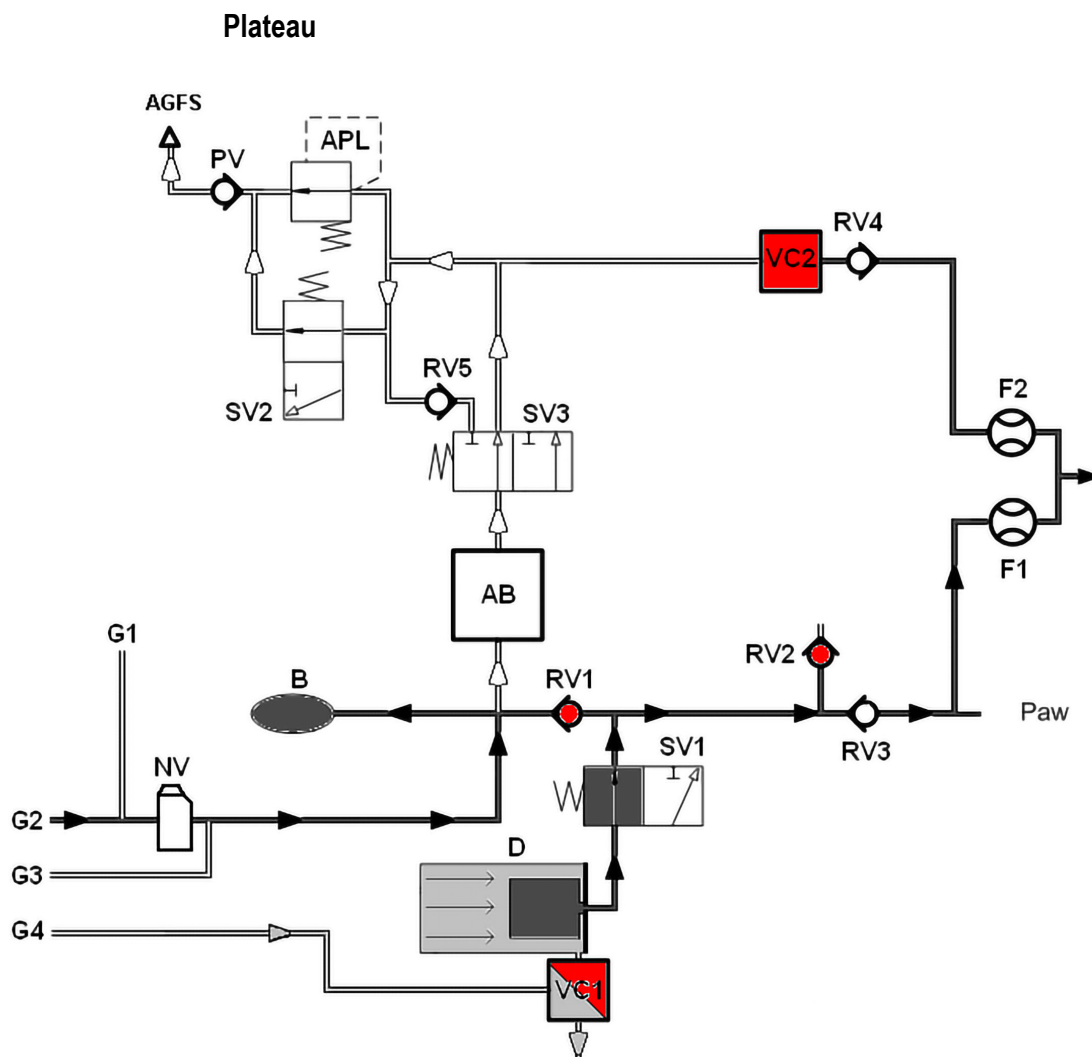 Plateau
AGFS
PV
APL
RV4
VC2
RV5
F2
SV2
SV3
F1
AB
G1
RV2
B
RV1
Paw
RV3
SV1
NV
G2
D
G3
G4
VC1